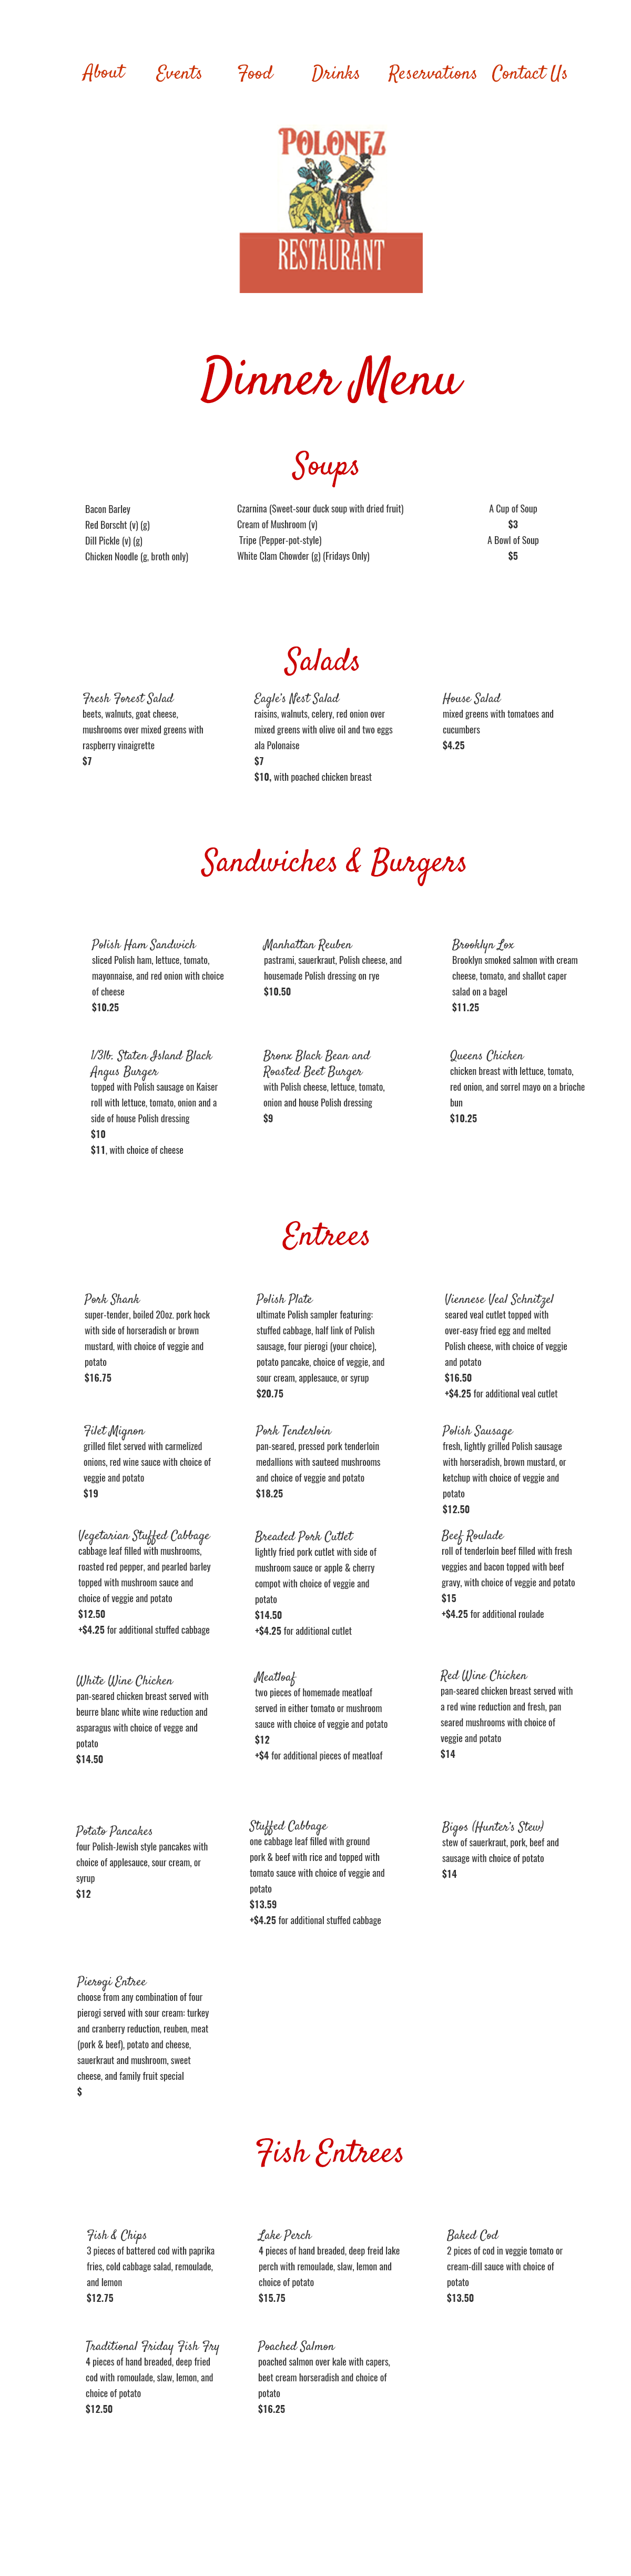 About Events Food Drinks Reservations Contact Us
POLONEZ
RESTAURANT
Dinner Menu
Soups
Bacon Barley
Red Borscht (v) (g)
Dill Pickle (v) (g)
Chicken Noodle (g, broth only)
Czarnina (Sweet-sour duck soup with dried fruit)
Cream of Mushroom (v)
Tripe (Pepper-pot-style)
White Clam Chowder (g) (Fridays Only)
A Cup of Soup
$3
A Bowl of Soup
$5
Salads
Fresh Forest Salad
beets, walnuts, goat cheese,
mushrooms over mixed greens with
raspberry vinaigrette
$7
Eagle's Nest Salad
raisins, walnuts, celery, red onion over
mixed greens with olive oil and two eggs
ala Polonaise
$7
$10, with poached chicken breast
House Salad
mixed greens with tomatoes and
cucumbers
$4.25
Sandwiches & Burgers
Polish Ham Sandwich
sliced Polish ham, lettuce, tomato,
mayonnaise, and red onion with choice
of cheese
$10.25
Manhattan Reuben
pastrami, sauerkraut, Polish cheese, and
housemade Polish dressing on rye
$10.50
Brooklyn Lox
Brooklyn smoked salmon with cream
cheese, tomato, and shallot caper
salad on a bagel
$11.25
1/3lb. Staten Island Black
Angus Burger
topped with Polish sausage on Kaiser
roll with lettuce, tomato, onion and a
side of house Polish dressing
$10
$11, with choice of cheese
Bronx Black Bean and
Roasted Beet Burger
with Polish cheese, lettuce, tomato,
onion and house Polish dressing
$9
Queens Chicken
chicken breast with lettuce, tomato,
red onion, and sorrel mayo on a brioche
bun
$10.25
Entrees
Pork Shank
super-tender, boiled 20oz. pork hock
with side of horseradish or brown
mustard, with choice of veggie and
potato
$16.75
Polish Plate
ultimate Polish sampler featuring:
stuffed cabbage, half link of Polish
sausage, four pierogi (your choice),
potato pancake, choice of veggie, and
sour cream, applesauce, or syrup
$20.75
Viennese Veal Schnitzel
seared veal cutlet topped with
over-easy fried egg and melted
Polish cheese, with choice of veggie
and potato
$16.50
+$4.25 for additional veal cutlet
Filet Mignon
grilled filet served with carmelized
onions, red wine sauce with choice of
veggie and potato
$19
Pork Tenderloin
pan-seared, pressed pork tenderloin
medallions with sauteed mushrooms
and choice of veggie and potato
$18.25
Polish Sausage
fresh, lightly grilled Polish sausage
with horseradish, brown mustard, or
ketchup with choice of veggie and
potato
$12.50
Vegetarian Stuffed Cabbage
cabbage leaf filled with mushrooms,
roasted red pepper, and pearled barley
topped with mushroom sauce and
choice of veggie and potato
$12.50
+$4.25 for additional stuffed cabbage
Breaded Pork Cutlet
lightly fried pork cutlet with side of
mushroom sauce or apple & cherry
compot with choice of veggie and
potato
$14.50
+$4.25 for additional cutlet
Beef Roulade
roll of tenderloin beef filled with fresh
veggies and bacon topped with beef
gravy, with choice of veggie and potato
$15
+$4.25 for additional roulade
White Wine Chicken
pan-seared chicken breast served with
beurre blanc white wine reduction and
asparagus with choice of vegge and
potato
$14.50
Meatloaf
two pieces of homemade meatloaf
served in either tomato or mushroom
sauce with choice of veggie and potato
$12
+$4 for additional pieces of meatloaf
Red Wine Chicken
pan-seared chicken breast served with
a red wine reduction and fresh, pan
seared mushrooms with choice of
veggie and potato
$14
Potato Pancakes
four Polish-Jewish style pancakes with
choice of applesauce, sour cream, or
syrup
$12
Stuffed Cabbage
one cabbage leaf filled with ground
pork & beef with rice and topped with
tomato sauce with choice of veggie and
potato
$13.59
+$4.25 for additional stuffed cabbage
Bigos (Hunter's Stew)
stew of sauerkraut, pork, beef and
sausage with choice of potato
$14
Pierogi Entree
choose from any combination of four
pierogi served with sour cream: turkey
and cranberry reduction, reuben, meat
(pork & beef), potato and cheese,
sauerkraut and mushroom, sweet
cheese, and family fruit special
$
Fish Entrees
Fish & Chips
3 pieces of battered cod with paprika
fries, cold cabbage salad, remoulade,
and lemon
$12.75
Lake Perch
4 pieces of hand breaded, deep freid lake
perch with remoulade, slaw, lemon and
choice of potato
$15.75
Baked Cod
2 pices of cod in veggie tomato or
cream-dill sauce with choice of
potato
$13.50
Traditional Friday Fish Fry
4 pieces of hand breaded, deep fried
cod with romoulade, slaw, lemon, and
choice of potato
$12.50
Poached Salmon
poached salmon over kale with capers,
beet cream horseradish and choice of
potato
$16.25